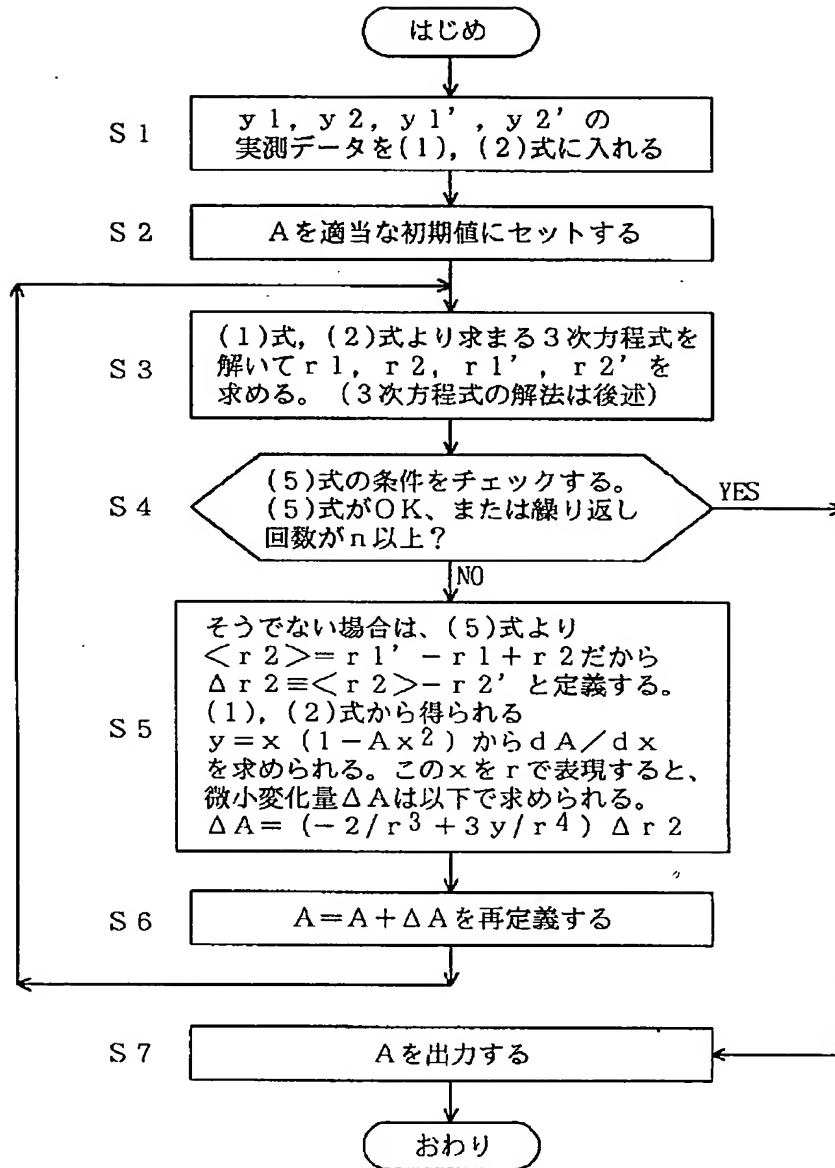 はじめ
S1
y1, y2, y1', y2' の
実測データを(1), (2)式に入れる
S2
Aを適当な初期値にセットする
S3
(1)式, (2)式より求まる3次方程式を
解いてr1, r2, r1', r2' を
求める。(3次方程式の解法は後述)
S4
(5)式の条件をチェックする。
(5)式がOK、または繰り返し
回数がn以上?
YES
NO
S5
そうでない場合は、(5)式より
<r2>=r1'-r1+r2だから
Δr2≡<r2>-r2' と定義する。
(1), (2)式から得られる
y=x (1-Ax²) からdA/dx
を求められる。このxをrで表現すると、
微小変化量ΔAは以下で求められる。
ΔA= (-2/r³+3y/r⁴) Δr2
S6
A=A+ΔAを再定義する
S7
Aを出力する
おわり